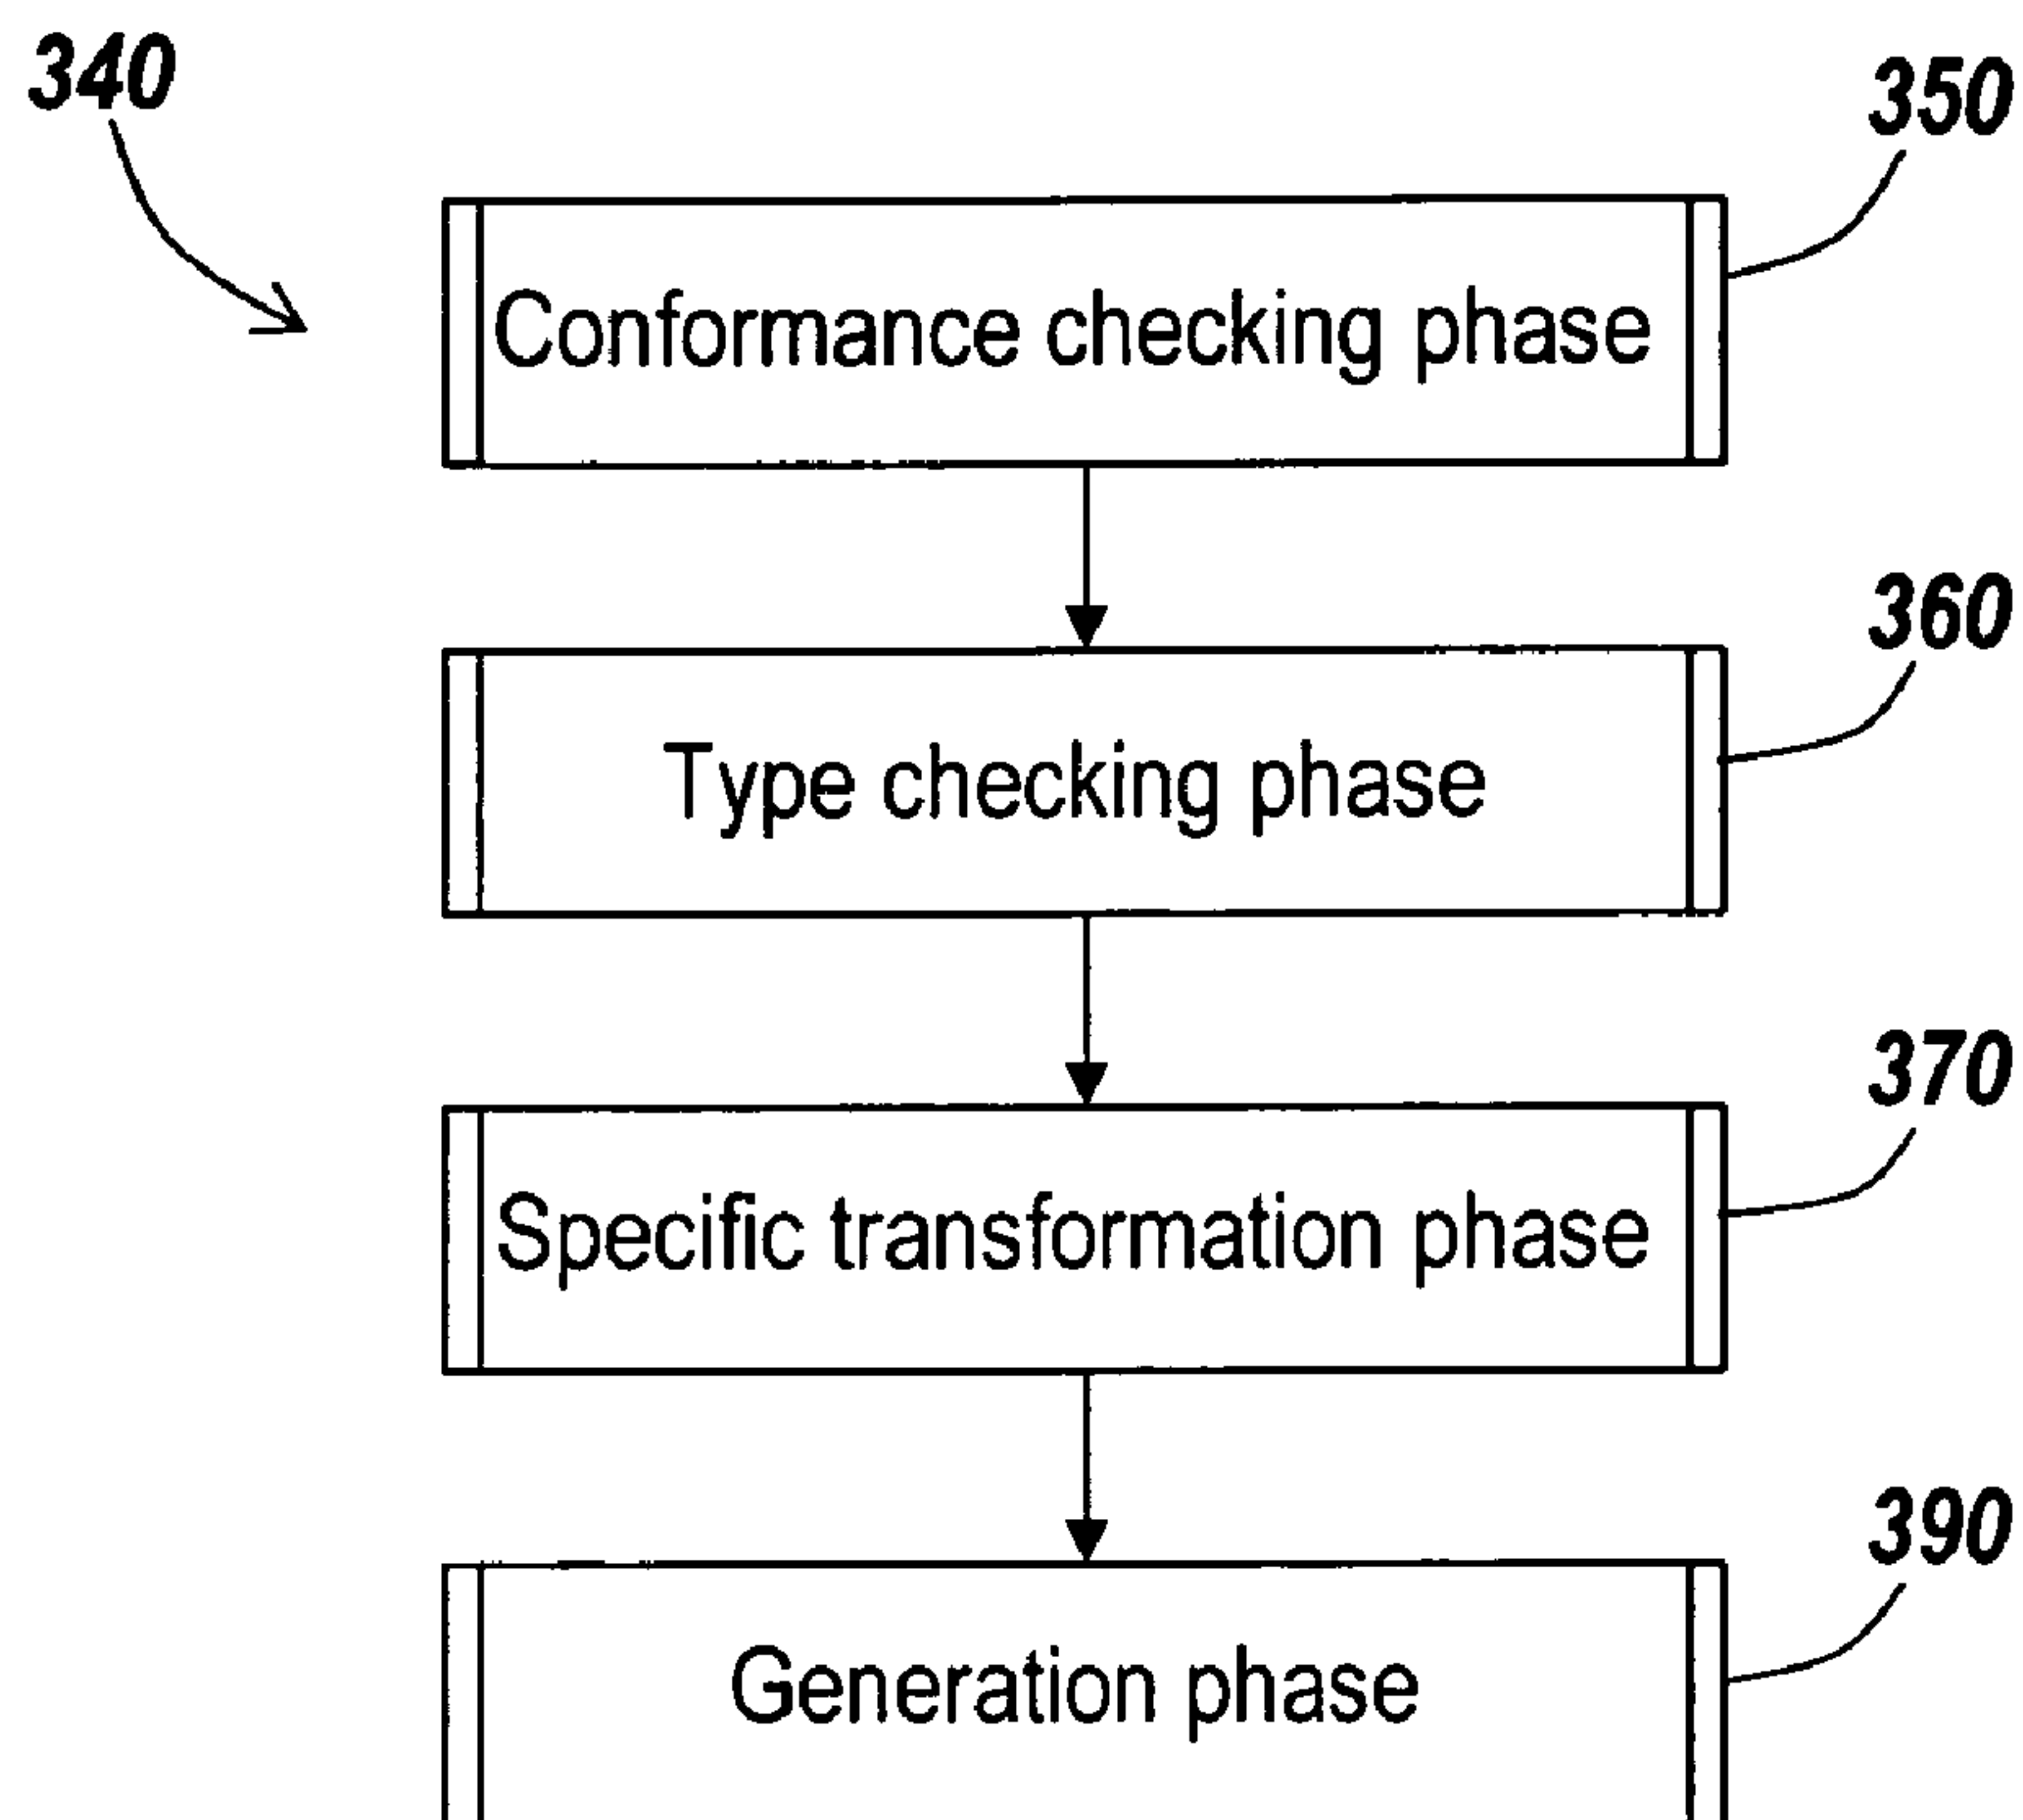 340
350
Conformance checking phase
360
Type checking phase
370
Specific transformation phase
390
Generation phase